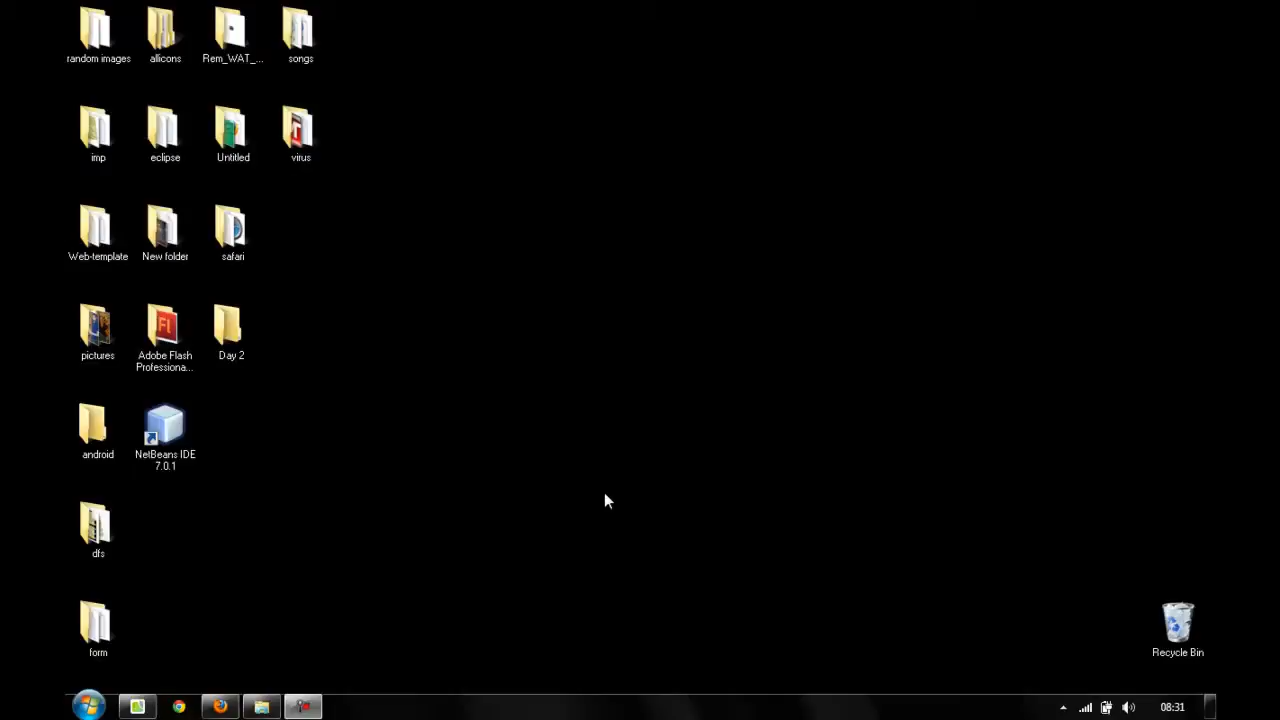 random images
allicons
Rem_WAT_...
songs
imp
eclipse
Untitled
virus
Web-template
New folder
safari
pictures
Adobe Flash
Professiona...
Day 2
android
NetBeans IDE
7.0.1
dfs
form
Recycle Bin
08:31